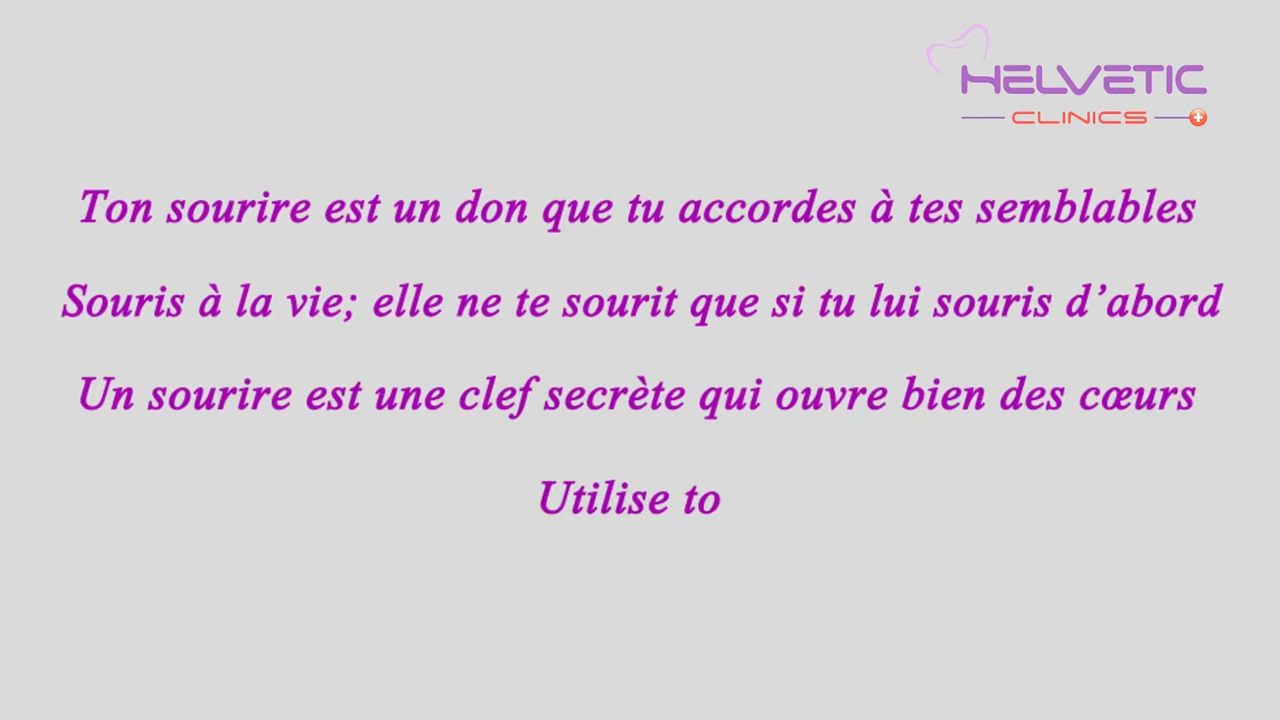 HELVETIC
CLINICS
Ton sourire est un don que tu accordes à tes semblables
Souris à la vie; elle ne te sourit que si tu lui souris d’abord
Un sourire est une clef secrète qui ouvre bien des cœurs
Utilise to